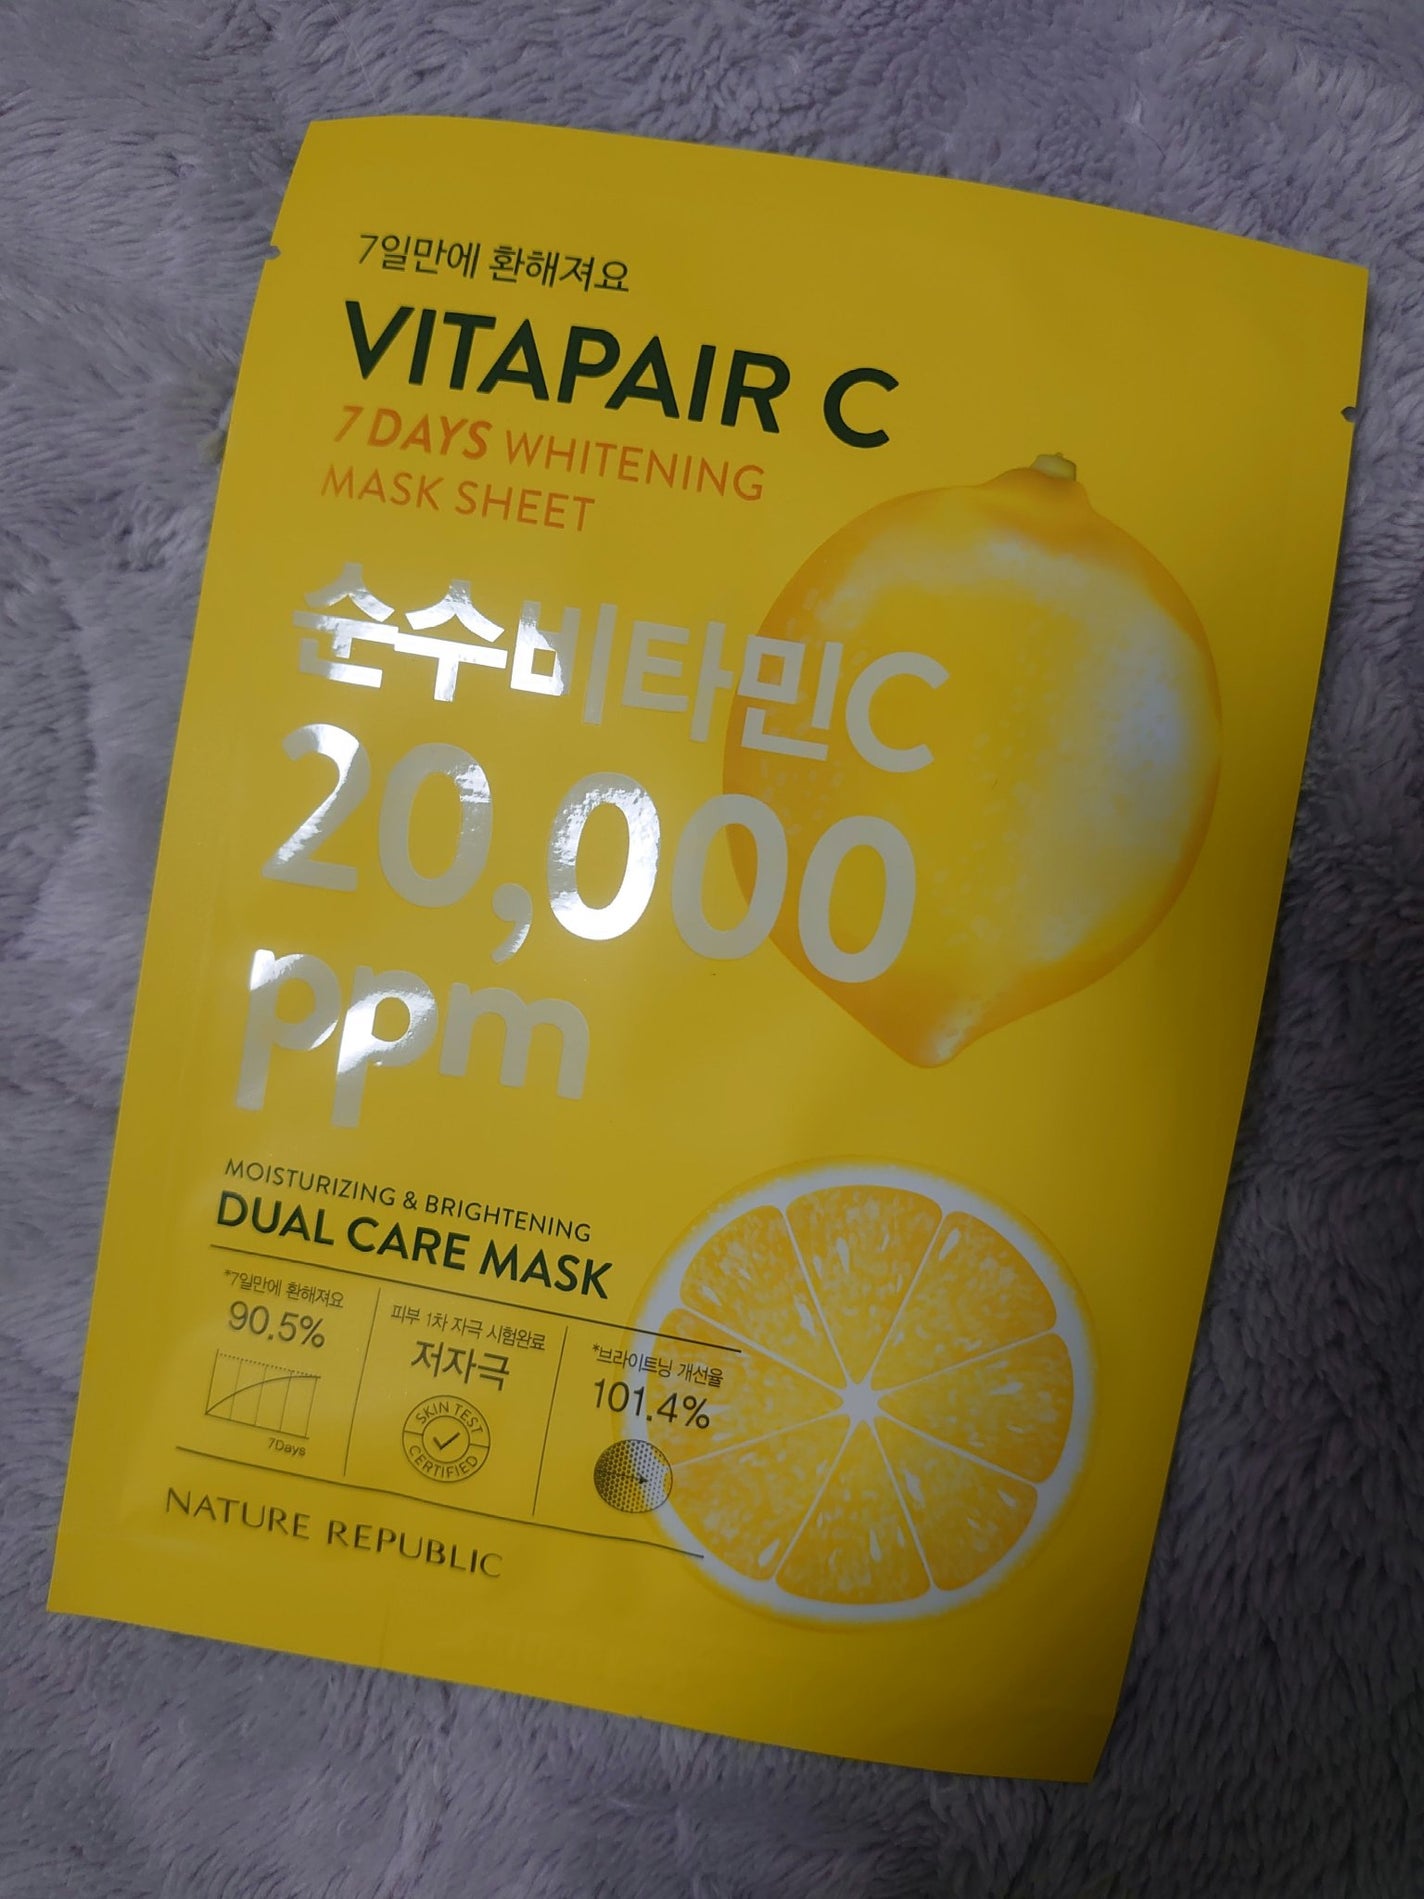 7일만에 환해져요
VITAPAIR C
7 DAYS WHITENING
MASK SHEET
순수비타민C
20,000
ppm
MOISTURIZING & BRIGHTENING
DUAL CARE MASK
*7일만에 환해져요
90.5%
7Days
피부 1차 자극 시험완료
저자극
SKIN TEST
CERTIFIED
*브라이트닝 개선율
101.4%
NATURE REPUBLIC